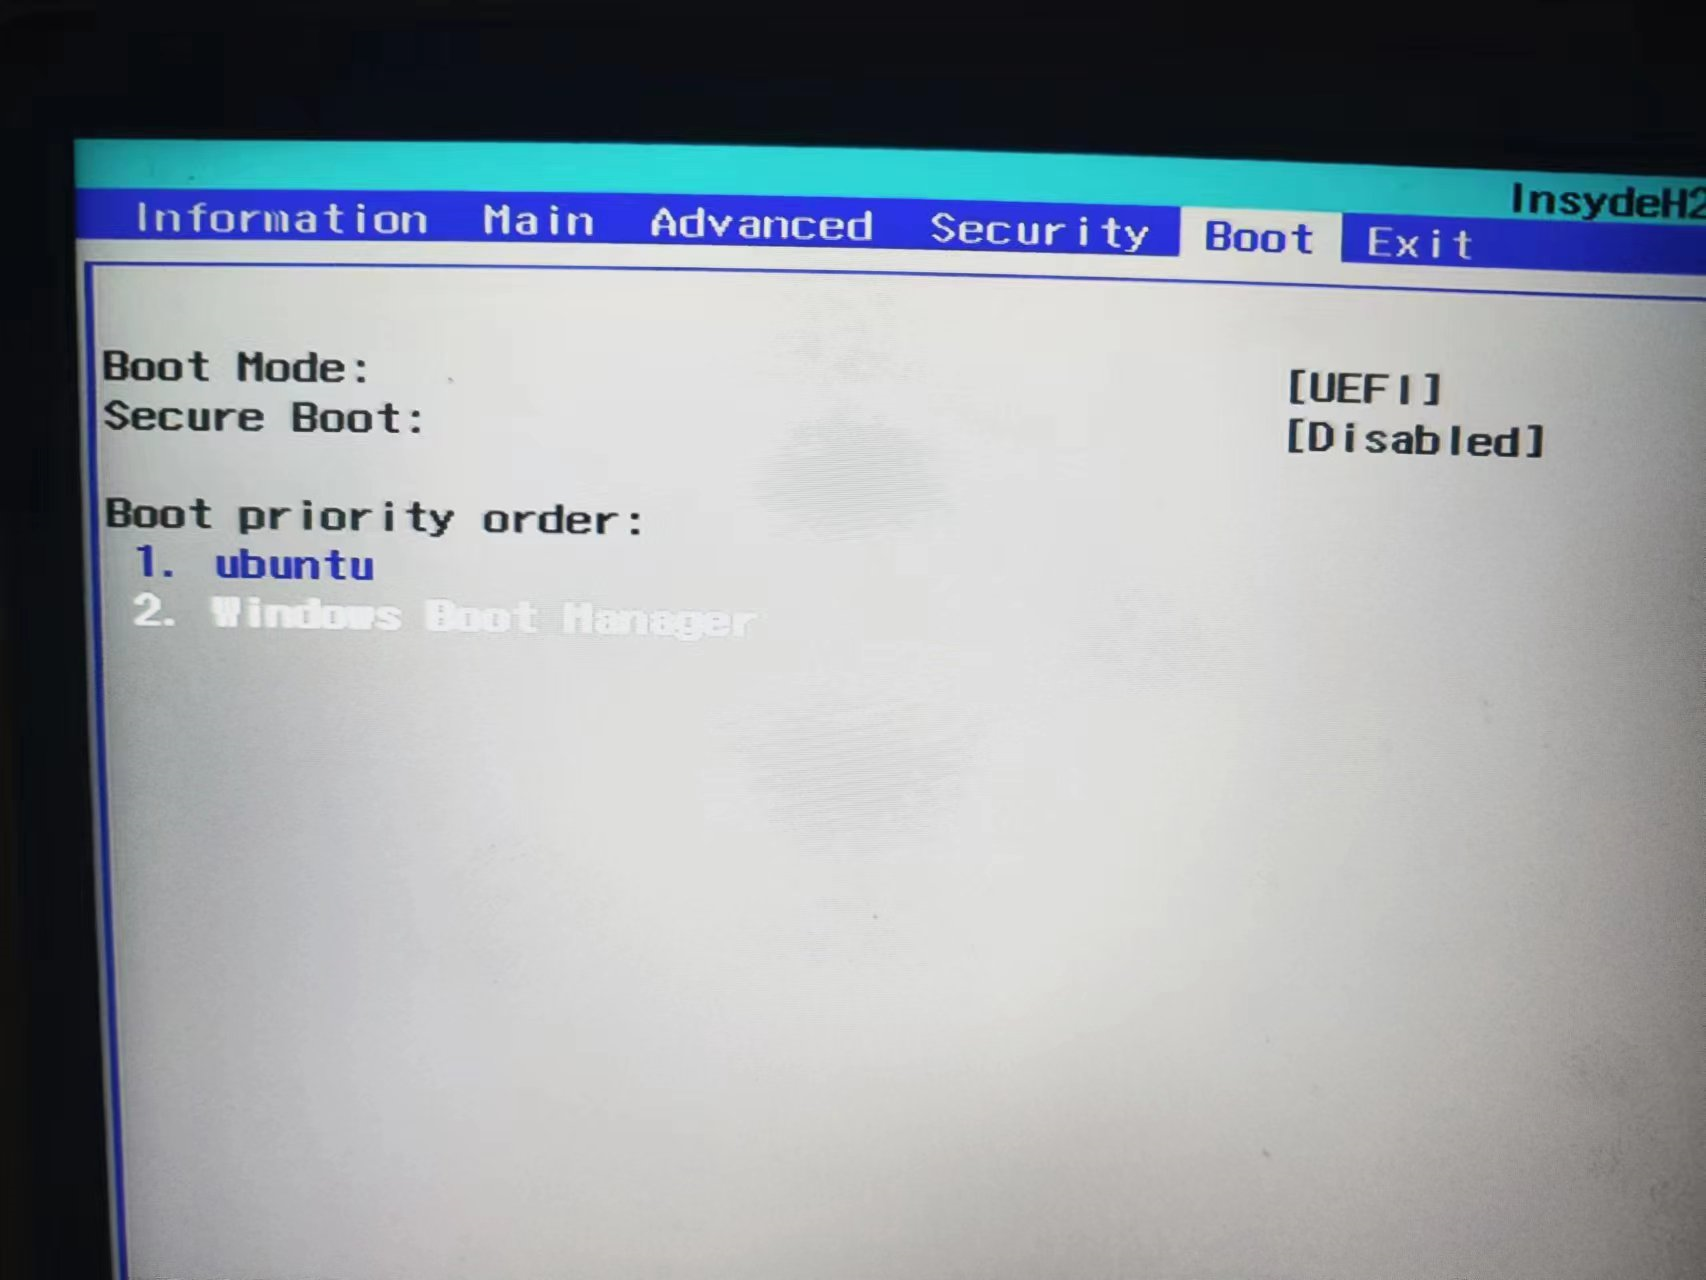 InsydeH2
Information Main Advanced Security Boot Exit
Boot Mode: [UEFI]
Secure Boot: [Disabled]
Boot priority order:
1. ubuntu
2. Windows Boot Manager